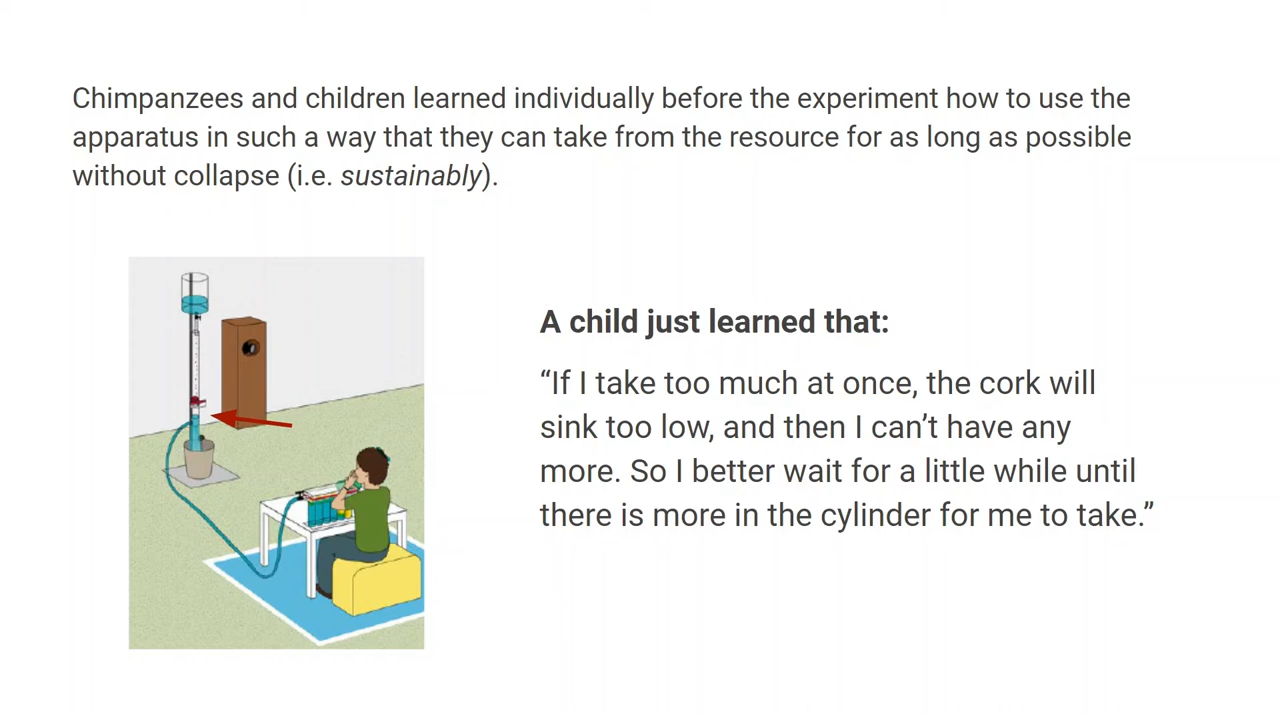 Chimpanzees and children learned individually before the experiment how to use the
apparatus in such a way that they can take from the resource for as long as possible
without collapse (i.e. sustainably).
A child just learned that:
“If I take too much at once, the cork will
sink too low, and then I can’t have any
more. So I better wait for a little while until
there is more in the cylinder for me to take.”